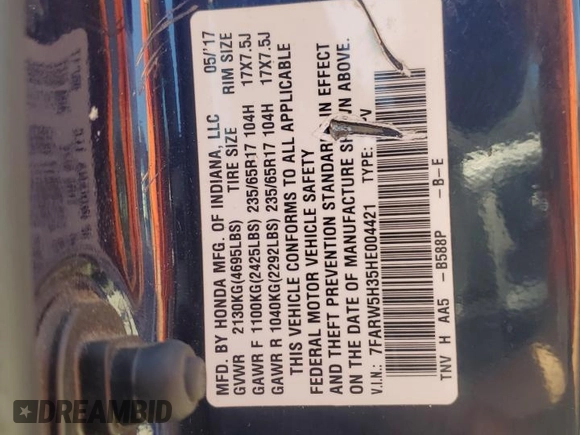 MFD. BY HONDA MFG. OF INDIANA, LLC 05/'17
GVWR 2130KG(4695LBS) TIRE SIZE RIM SIZE
GAWR F 1100KG(2425LBS) 235/65R17 104H 17X7.5J
GAWR R 1040KG(2292LBS) 235/65R17 104H 17X7.5J
THIS VEHICLE CONFORMS TO ALL APPLICABLE
FEDERAL MOTOR VEHICLE SAFETY
AND THEFT PREVENTION STANDARD IN EFFECT
ON THE DATE OF MANUFACTURE SH N ABOVE.
V.I.N.: 7FARW5H35HE004421 TYPE: V
TNV H AA5 -B588P -B-E
DREAMBID